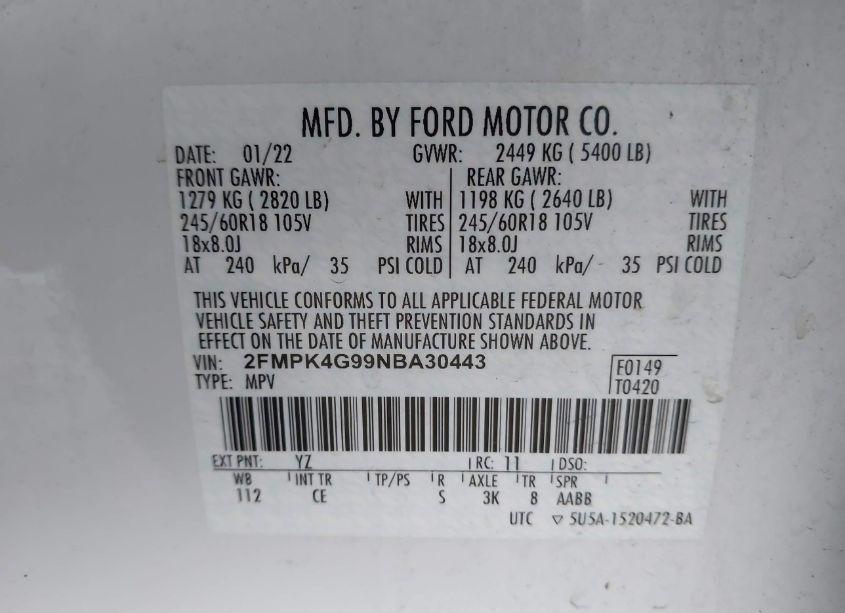 MFD. BY FORD MOTOR CO.
DATE: 01/22 GVWR: 2449 KG ( 5400 LB)
FRONT GAWR: REAR GAWR:
1279 KG ( 2820 LB) WITH 1198 KG ( 2640 LB) WITH
245/60R18 105V TIRES 245/60R18 105V TIRES
18x8.0J RIMS 18x8.0J RIMS
AT 240 kPa/ 35 PSI COLD AT 240 kPa/ 35 PSI COLD
THIS VEHICLE CONFORMS TO ALL APPLICABLE FEDERAL MOTOR
VEHICLE SAFETY AND THEFT PREVENTION STANDARDS IN
EFFECT ON THE DATE OF MANUFACTURE SHOWN ABOVE.
VIN: 2FMPK4G99NBA30443 F0149
TYPE: MPV T0420
EXT PNT: YZ RC: 11 DSO:
WB INT TR TP/PS R AXLE TR SPR
112 CE S 3K 8 AABB
UTC ▽ 5U5A-1520472-BA